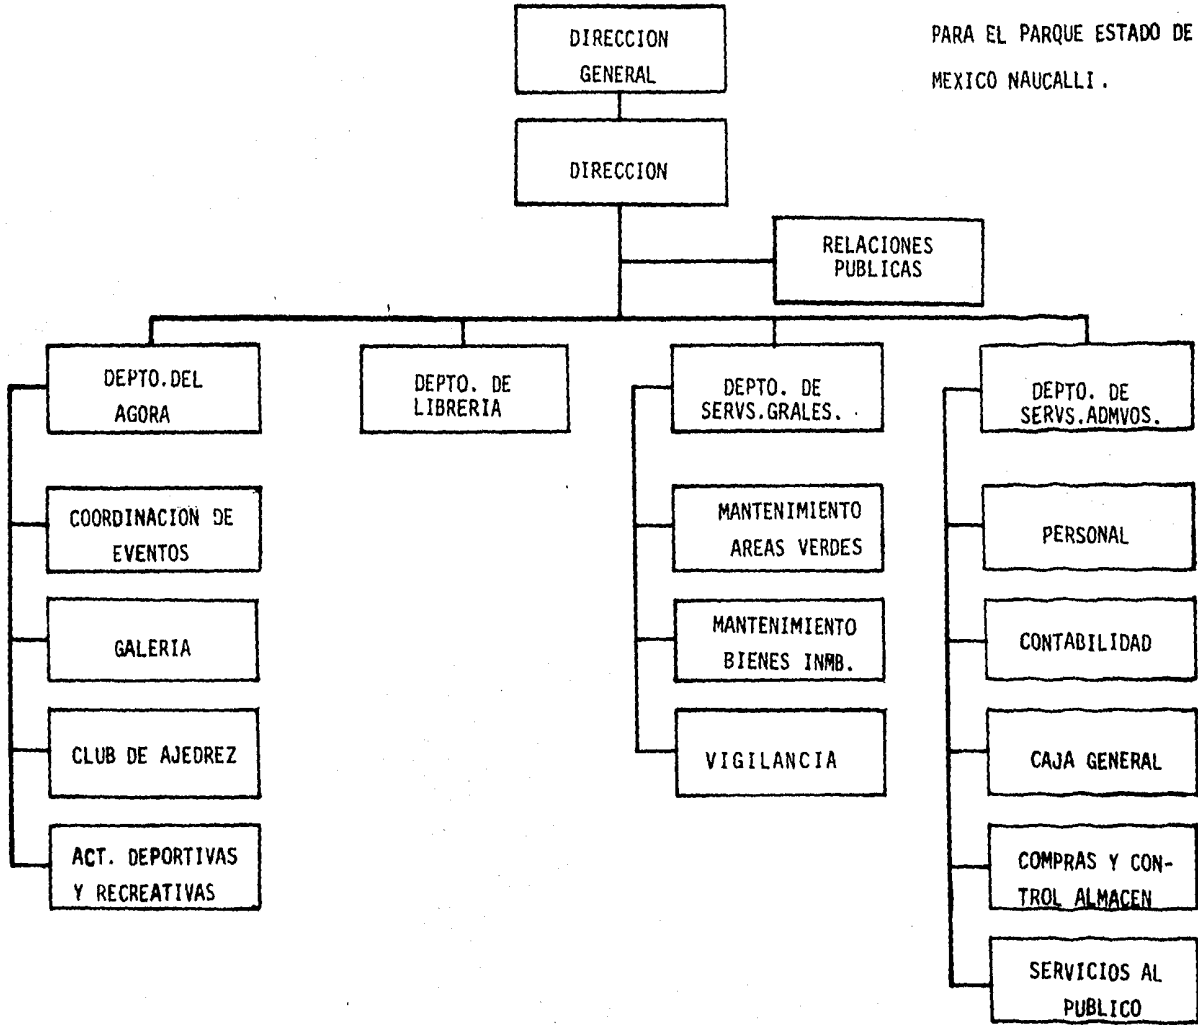 PARA EL PARQUE ESTADO DE
MEXICO NAUCALLI.
DIRECCION
GENERAL
DIRECCION
RELACIONES
PUBLICAS
DEPTO.DEL
AGORA
DEPTO. DE
LIBRERIA
DEPTO. DE
SERVS.GRALES.
DEPTO. DE
SERVS.ADMVOS.
COORDINACION DE
EVENTOS
GALERIA
CLUB DE AJEDREZ
ACT. DEPORTIVAS
Y RECREATIVAS
MANTENIMIENTO
AREAS VERDES
MANTENIMIENTO
BIENES INMB.
VIGILANCIA
PERSONAL
CONTABILIDAD
CAJA GENERAL
COMPRAS Y CON-
TROL ALMACEN
SERVICIOS AL
PUBLICO